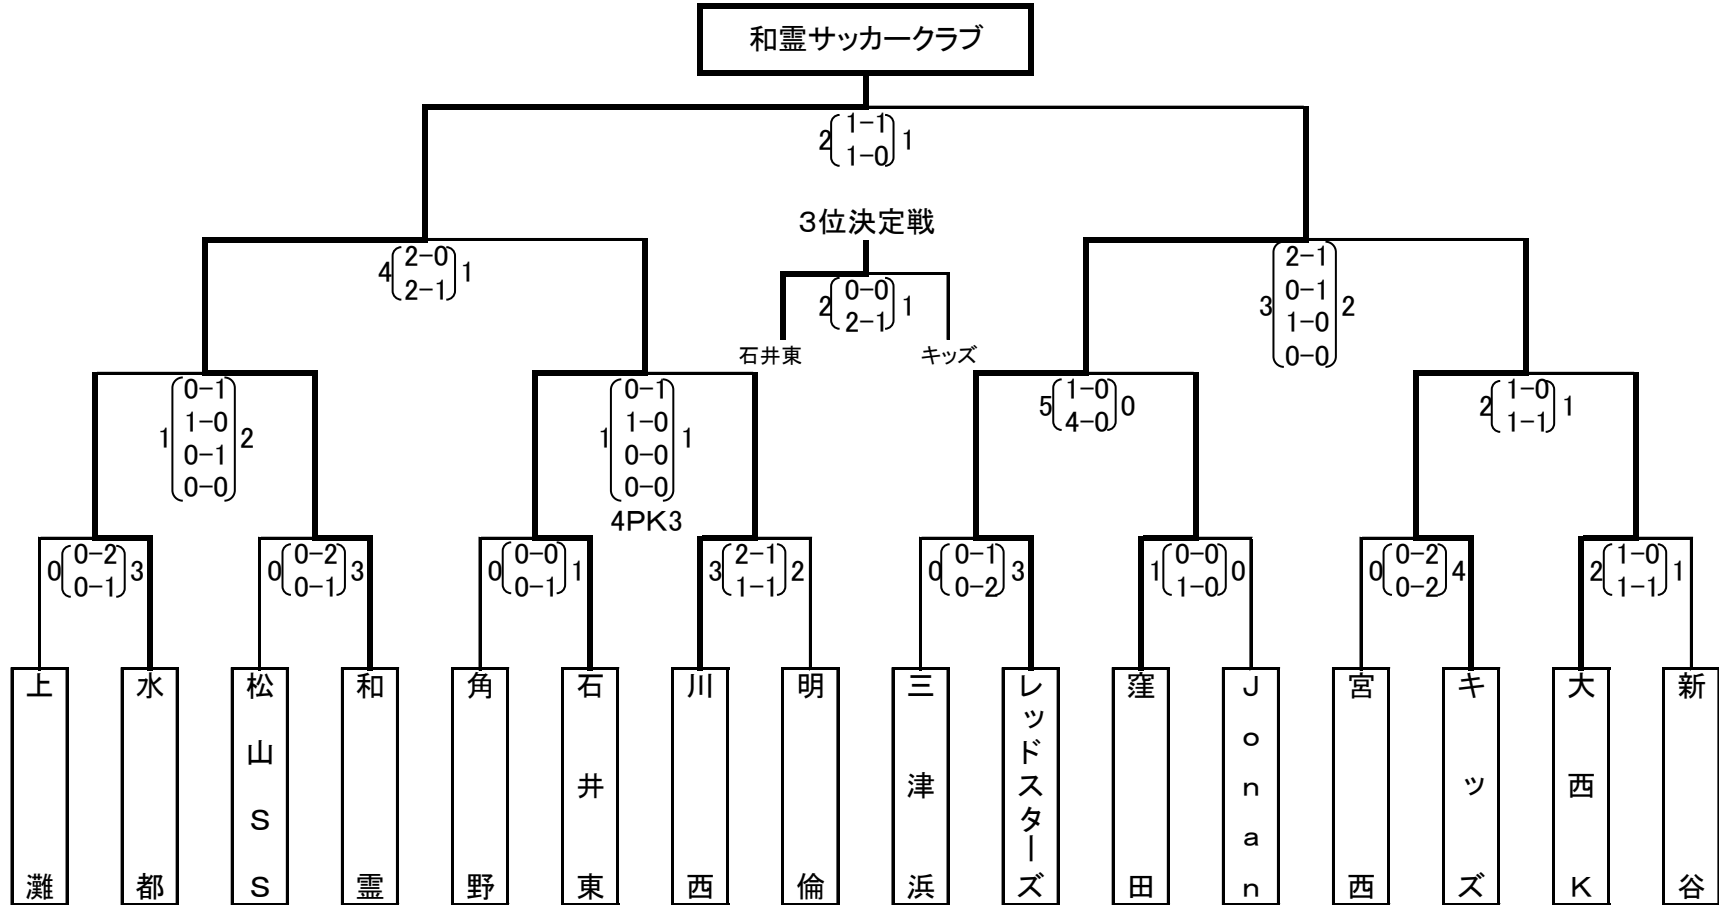 和霊サッカークラブ
2 1-1 1
1-0
3位決定戦
4 2-0 1
2-1
2 0-0 1
2-1
石井東 キッズ
2-1
0-1
3 1-0 2
0-0
0-1
1-0
1 0-1 2
0-0
0-1
1-0
1 0-0 1
0-0
4PK3
5 1-0 0
4-0
2 1-0 1
1-1
0 0-2 3
0-1
0 0-2 3
0-1
0 0-0 1
0-1
3 2-1 2
1-1
0 0-1 3
0-2
1 0-0 0
1-0
0 0-2 4
0-2
2 1-0 1
1-1
上灘
水都
松山SS
和霊
角野
石井東
川西
明倫
三津浜
レッドスターズ
窪田
Jonan
宮西
キッズ
大西K
新谷